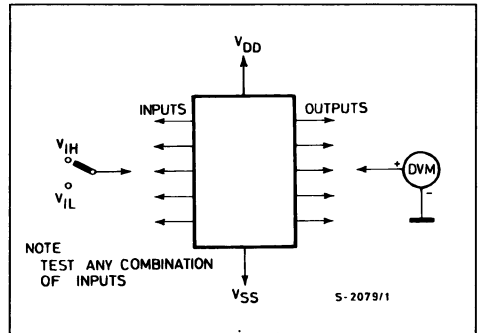 VDD
INPUTS
OUTPUTS
VIH
VIL
+
DVM
-
NOTE
TEST ANY COMBINATION
OF INPUTS
VSS
S-2079/1